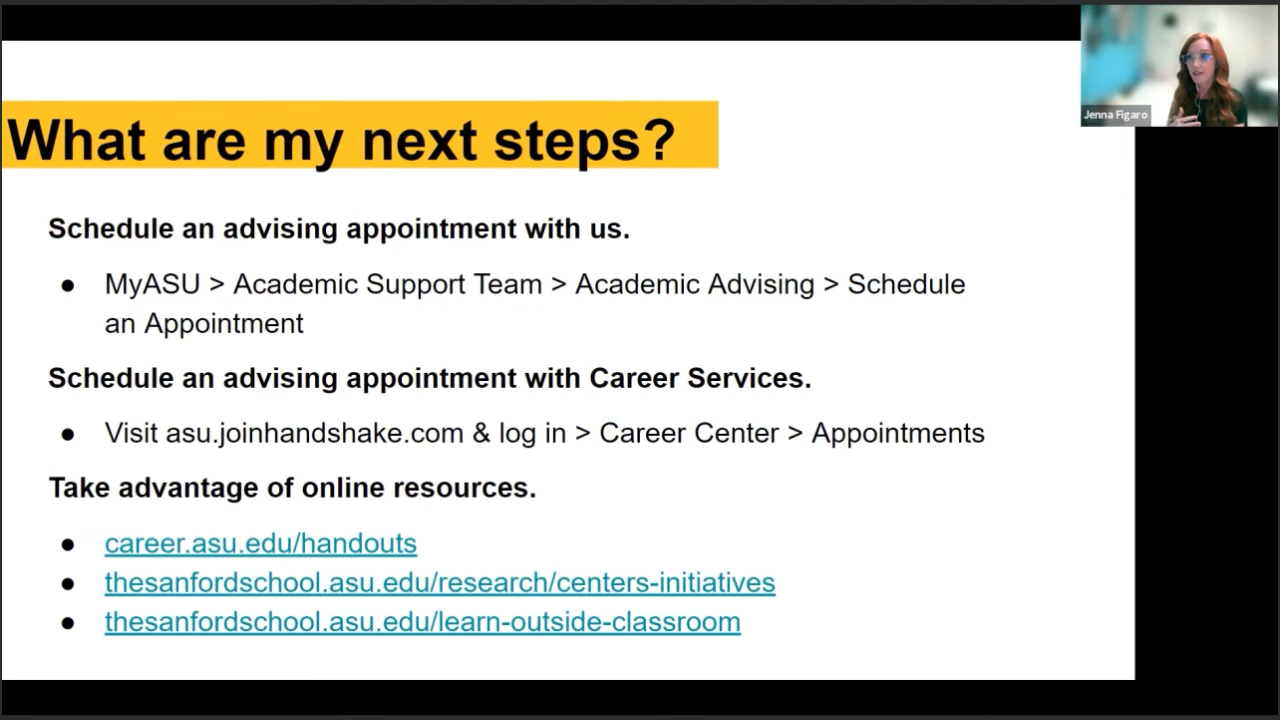 What are my next steps?
Jenna Figaro
Schedule an advising appointment with us.
● MyASU > Academic Support Team > Academic Advising > Schedule
an Appointment
Schedule an advising appointment with Career Services.
● Visit asu.joinhandshake.com & log in > Career Center > Appointments
Take advantage of online resources.
● career.asu.edu/handouts
● thesanfordschool.asu.edu/research/centers-initiatives
● thesanfordschool.asu.edu/learn-outside-classroom